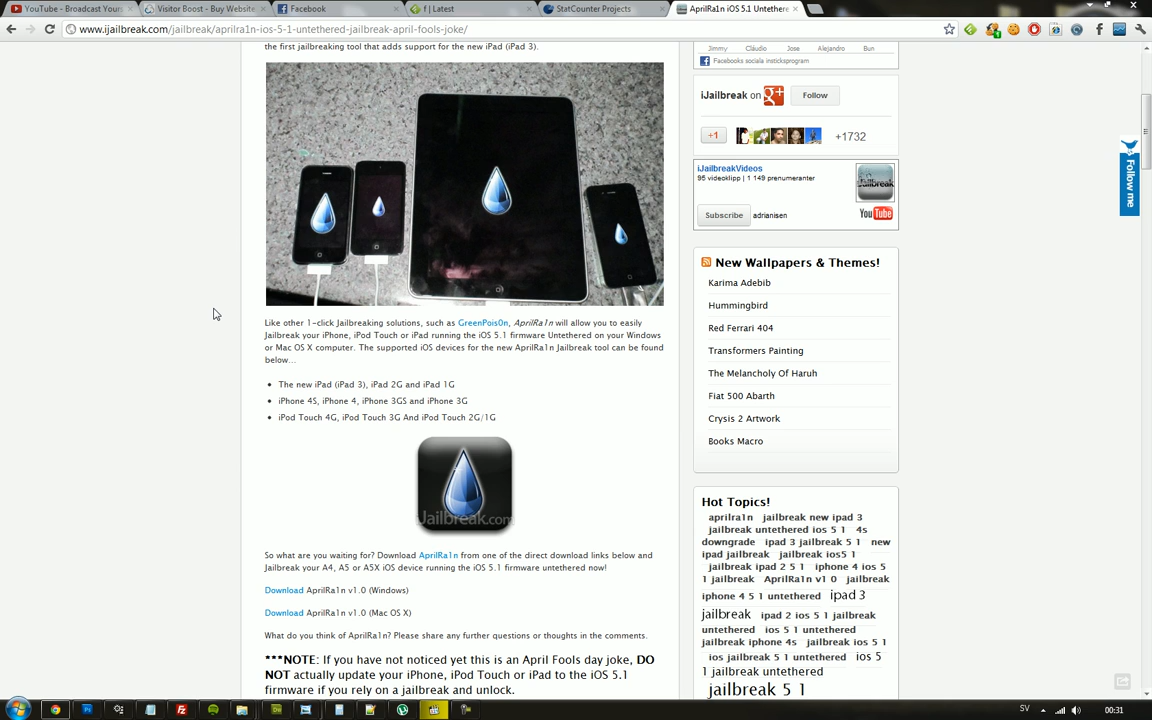 YouTube - Broadcast Yours
Visitor Boost - Buy Website
Facebook
f | Latest
StatCounter Projects
AprilRa1n iOS 5.1 Untethere
www.ijailbreak.com/jailbreak/aprilra1n-ios-5-1-untethered-jailbreak-april-fools-joke/
the first jailbreaking tool that adds support for the new iPad (iPad 3).
Like other 1-click Jailbreaking solutions, such as GreenPois0n, AprilRa1n will allow you to easily
Jailbreak your iPhone, iPod Touch or iPad running the iOS 5.1 firmware Untethered on your Windows
or Mac OS X computer. The supported iOS devices for the new AprilRa1n Jailbreak tool can be found
below...
The new iPad (iPad 3), iPad 2G and iPad 1G
iPhone 4S, iPhone 4, iPhone 3GS and iPhone 3G
iPod Touch 4G, iPod Touch 3G And iPod Touch 2G/1G
iJailbreak.com
So what are you waiting for? Download AprilRa1n from one of the direct download links below and
Jailbreak your A4, A5 or A5X iOS device running the iOS 5.1 firmware untethered now!
Download AprilRa1n v1.0 (Windows)
Download AprilRa1n v1.0 (Mac OS X)
What do you think of AprilRa1n? Please share any further questions or thoughts in the comments.
***NOTE: If you have not noticed yet this is an April Fools day joke, DO
NOT actually update your iPhone, iPod Touch or iPad to the iOS 5.1
firmware if you rely on a jailbreak and unlock.
Jimmy Cláudio Jose Alejandro Bun
Facebooks sociala insticksprogram
iJailbreak on g+ Follow
+1 +1732
iJailbreakVideos
95 videoklipp | 1 149 prenumeranter
Jailbreak
Subscribe adrianisen
YouTube
New Wallpapers & Themes!
Karima Adebib
Hummingbird
Red Ferrari 404
Transformers Painting
The Melancholy Of Haruh
Fiat 500 Abarth
Crysis 2 Artwork
Books Macro
Hot Topics!
aprilra1n jailbreak new ipad 3
jailbreak untethered ios 5 1 4s
downgrade ipad 3 jailbreak 5 1 new
ipad jailbreak jailbreak ios5 1
jailbreak ipad 2 5 1 iphone 4 ios 5
1 jailbreak AprilRa1n v1 0 jailbreak
iphone 4 5 1 untethered ipad 3
jailbreak ipad 2 ios 5 1 jailbreak
untethered ios 5 1 untethered
jailbreak iphone 4s jailbreak ios 5 1
ios jailbreak 5 1 untethered ios 5
1 jailbreak untethered
jailbreak 5 1
Follow me
SV 00:31